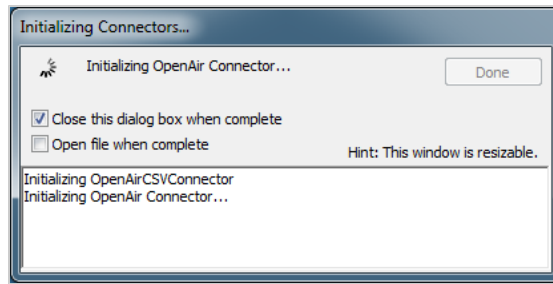 Initializing Connectors...
Initializing OpenAir Connector...
Done
Close this dialog box when complete
Open file when complete
Hint: This window is resizable.
Initializing OpenAirCSVConnector
Initializing OpenAir Connector...